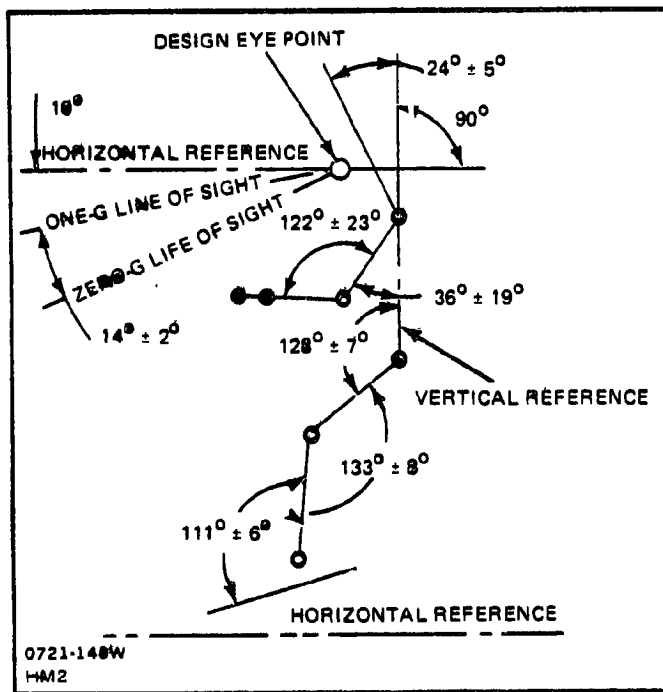 DESIGN EYE POINT
24° ± 5°
10°
90°
HORIZONTAL REFERENCE
ONE-G LINE OF SIGHT
122° ± 23°
ZERO-G LIFE OF SIGHT
36° ± 19°
14° ± 2°
128° ± 7°
VERTICAL REFERENCE
133° ± 8°
111° ± 6°
HORIZONTAL REFERENCE
0721-148W
HM2